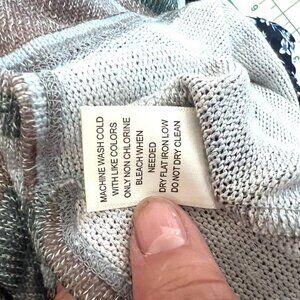 MACHINE WASH COLD
WITH LIKE COLORS
ONLY NON CHLORINE
BLEACH WHEN
NEEDED
DRY FLAT IRON LOW
DO NOT DRY CLEAN